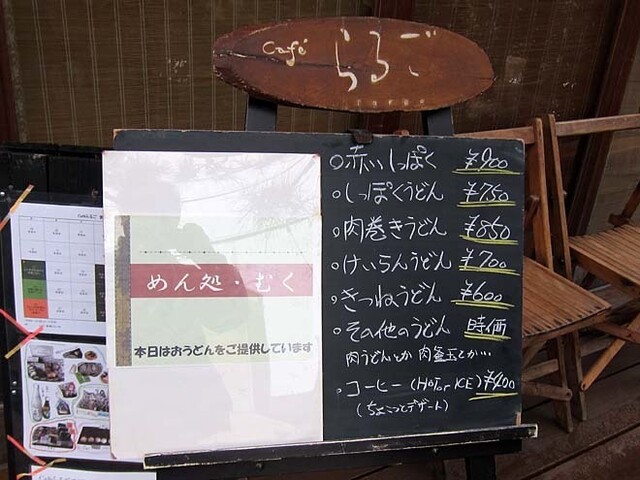 Café らるご
めん処・むく
本日はおうどんをご提供しています
○赤いしっぽく ¥900
○しっぽくうどん ¥750
○肉巻きうどん ¥850
○けいらんうどん ¥700
○きつねうどん ¥600
○その他のうどん 時価
肉うどんとか 肉釜玉とか…
○コーヒー (HOT or ICE) ¥400
(ちょこっとデザート)